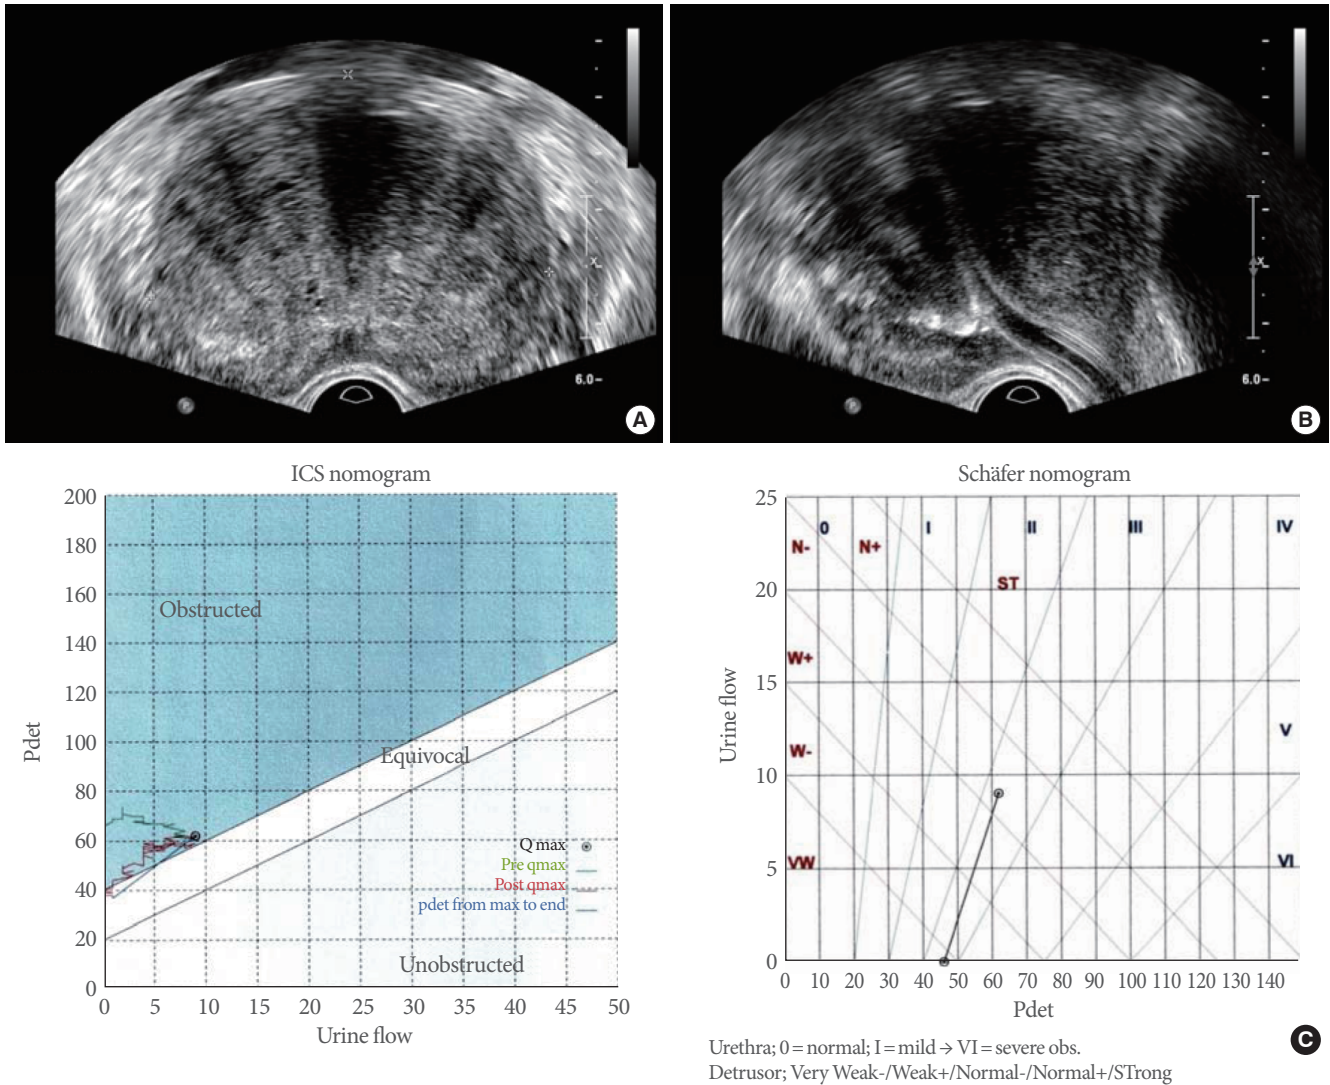 6.0
P
A
6.0
P
B
ICS nomogram
200
180
160
140
120
100
80
60
40
20
0
Pdet
Obstructed
Equivocal
Q max
Pre qmax
Post qmax
pdet from max to end
Unobstructed
0 5 10 15 20 25 30 35 40 45 50
Urine flow
Schäfer nomogram
25
20
15
10
5
0
Urine flow
0 I II III IV
N- N+
ST
W+
W- V
VW VI
0 10 20 30 40 50 60 70 80 90 100 110 120 130 140
Pdet
C
Urethra; 0 = normal; I = mild → VI = severe obs.
Detrusor; Very Weak-/Weak+/Normal-/Normal+/STrong